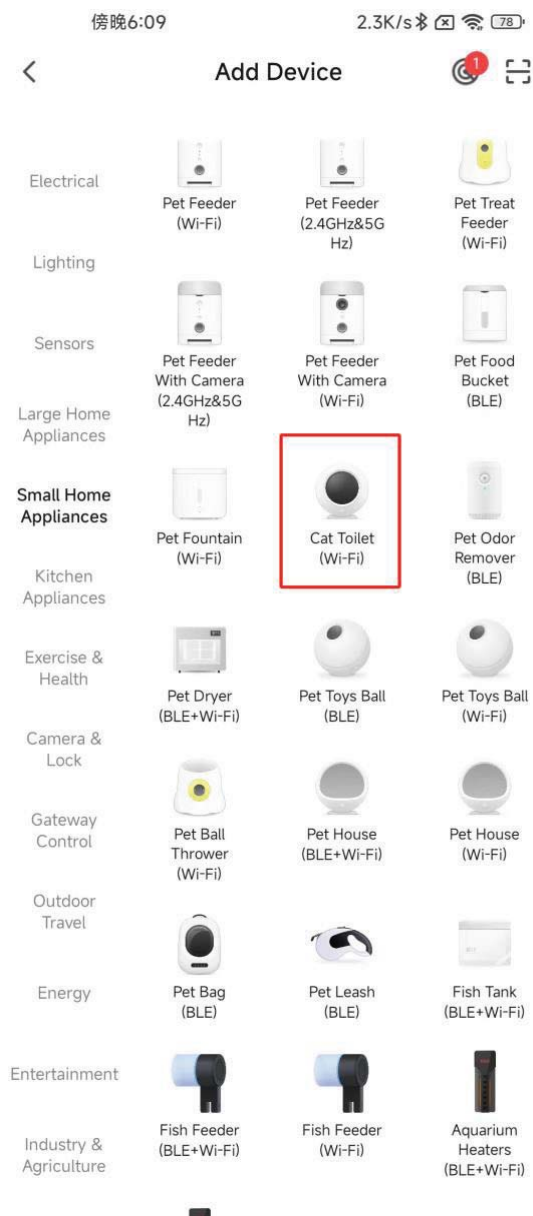 傍晚6:09
2.3K/s
78
Add Device
1
Electrical
Lighting
Sensors
Large Home
Appliances
Small Home
Appliances
Kitchen
Appliances
Exercise &
Health
Camera &
Lock
Gateway
Control
Outdoor
Travel
Energy
Entertainment
Industry &
Agriculture
Pet Feeder
(Wi-Fi)
Pet Feeder
(2.4GHz&5G
Hz)
Pet Treat
Feeder
(Wi-Fi)
Pet Feeder
With Camera
(2.4GHz&5G
Hz)
Pet Feeder
With Camera
(Wi-Fi)
Pet Food
Bucket
(BLE)
Pet Fountain
(Wi-Fi)
Cat Toilet
(Wi-Fi)
Pet Odor
Remover
(BLE)
Pet Dryer
(BLE+Wi-Fi)
Pet Toys Ball
(BLE)
Pet Toys Ball
(Wi-Fi)
Pet Ball
Thrower
(Wi-Fi)
Pet House
(BLE+Wi-Fi)
Pet House
(Wi-Fi)
Pet Bag
(BLE)
Pet Leash
(BLE)
Fish Tank
(BLE+Wi-Fi)
Fish Feeder
(BLE+Wi-Fi)
Fish Feeder
(Wi-Fi)
Aquarium
Heaters
(BLE+Wi-Fi)